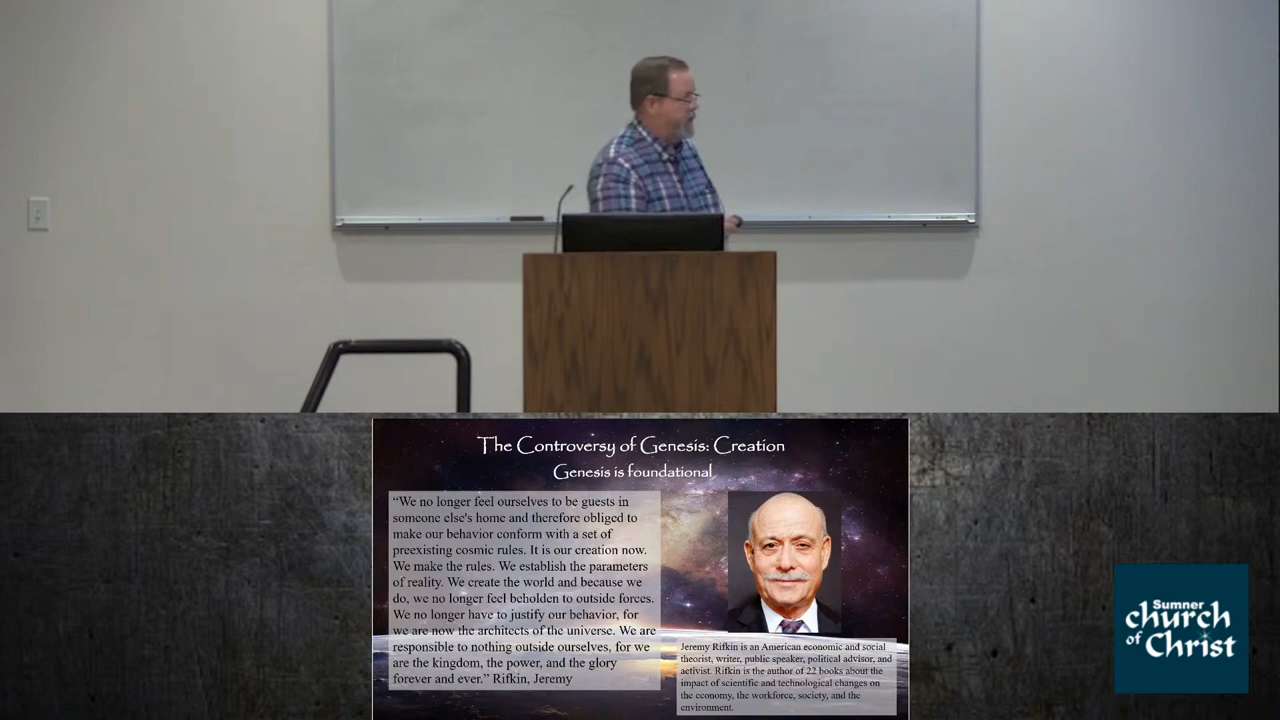 The Controversy of Genesis: Creation
Genesis is foundational
“We no longer feel ourselves to be guests in
someone else's home and therefore obliged to
make our behavior conform with a set of
preexisting cosmic rules. It is our creation now.
We make the rules. We establish the parameters
of reality. We create the world and because we
do, we no longer feel beholden to outside forces.
We no longer have to justify our behavior, for
we are now the architects of the universe. We are
responsible to nothing outside ourselves, for we
are the kingdom, the power, and the glory
forever and ever.” Rifkin, Jeremy
Jeremy Rifkin is an American economic and social
theorist, writer, public speaker, political advisor, and
activist. Rifkin is the author of 22 books about the
impact of scientific and technological changes on
the economy, the workforce, society, and the
environment.
Sumner
church
of Christ